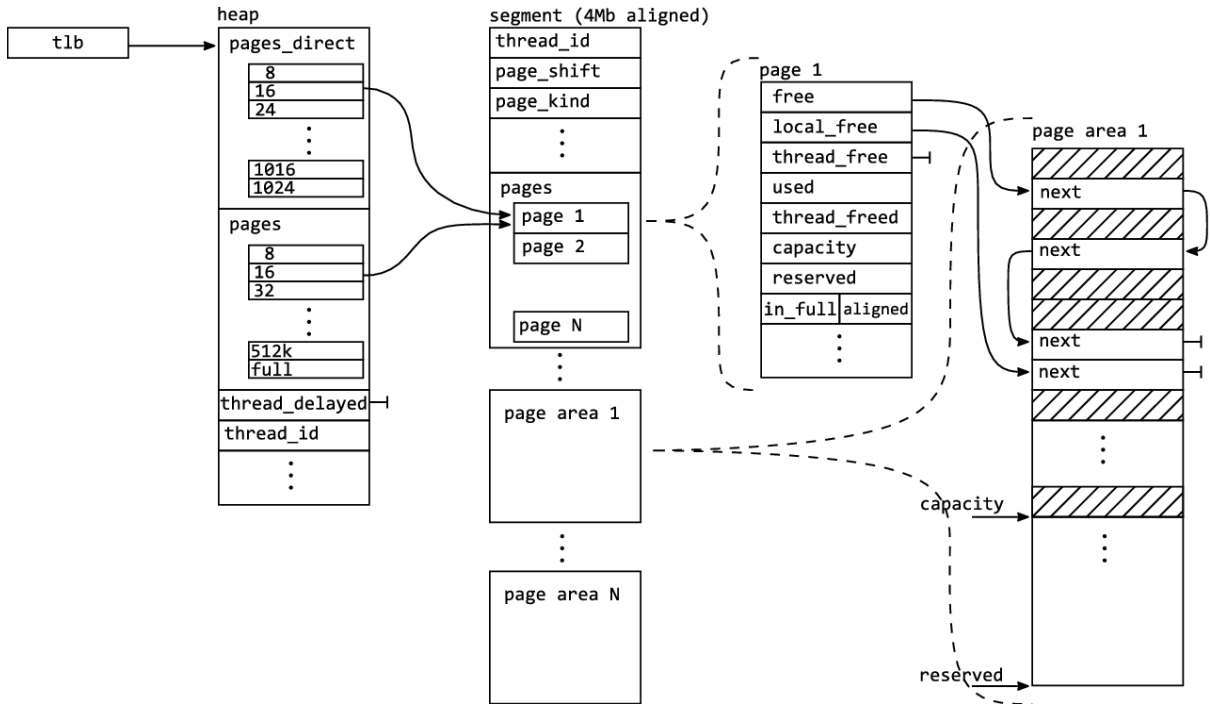 tlb
heap
pages_direct
8
16
24
1016
1024
pages
8
16
32
512k
full
thread_delayed
thread_id
segment (4Mb aligned)
thread_id
page_shift
page_kind
pages
page 1
page 2
page N
page area 1
page area N
page 1
free
local_free
thread_free
used
thread_freed
capacity
reserved
in_full aligned
page area 1
next
next
next
next
capacity
reserved